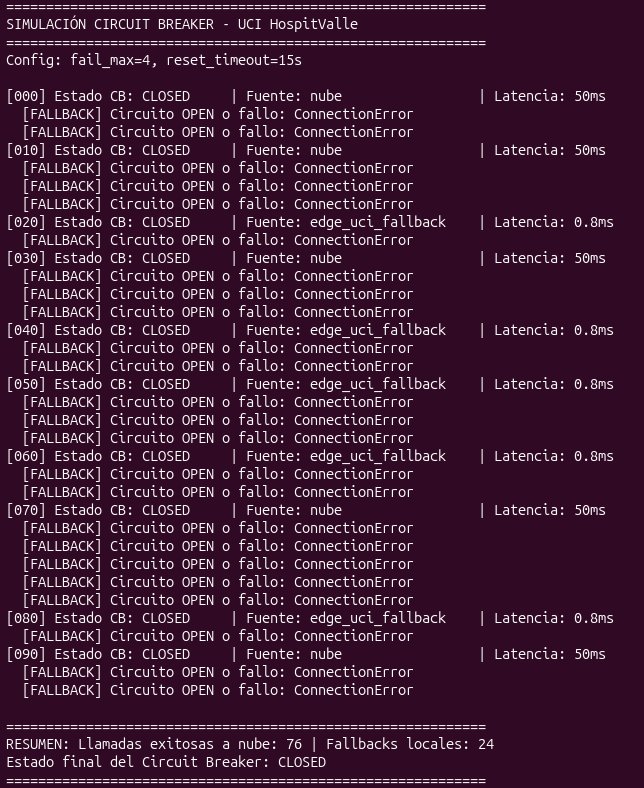 ============================================================
SIMULACIÓN CIRCUIT BREAKER - UCI HospitValle
============================================================
Config: fail_max=4, reset_timeout=15s
[000] Estado CB: CLOSED     | Fuente: nube                 | Latencia: 50ms
  [FALLBACK] Circuito OPEN o fallo: ConnectionError
  [FALLBACK] Circuito OPEN o fallo: ConnectionError
[010] Estado CB: CLOSED     | Fuente: nube                 | Latencia: 50ms
  [FALLBACK] Circuito OPEN o fallo: ConnectionError
  [FALLBACK] Circuito OPEN o fallo: ConnectionError
  [FALLBACK] Circuito OPEN o fallo: ConnectionError
[020] Estado CB: CLOSED     | Fuente: edge_uci_fallback    | Latencia: 0.8ms
  [FALLBACK] Circuito OPEN o fallo: ConnectionError
[030] Estado CB: CLOSED     | Fuente: nube                 | Latencia: 50ms
  [FALLBACK] Circuito OPEN o fallo: ConnectionError
  [FALLBACK] Circuito OPEN o fallo: ConnectionError
  [FALLBACK] Circuito OPEN o fallo: ConnectionError
[040] Estado CB: CLOSED     | Fuente: edge_uci_fallback    | Latencia: 0.8ms
  [FALLBACK] Circuito OPEN o fallo: ConnectionError
  [FALLBACK] Circuito OPEN o fallo: ConnectionError
[050] Estado CB: CLOSED     | Fuente: edge_uci_fallback    | Latencia: 0.8ms
  [FALLBACK] Circuito OPEN o fallo: ConnectionError
  [FALLBACK] Circuito OPEN o fallo: ConnectionError
  [FALLBACK] Circuito OPEN o fallo: ConnectionError
[060] Estado CB: CLOSED     | Fuente: edge_uci_fallback    | Latencia: 0.8ms
  [FALLBACK] Circuito OPEN o fallo: ConnectionError
  [FALLBACK] Circuito OPEN o fallo: ConnectionError
[070] Estado CB: CLOSED     | Fuente: nube                 | Latencia: 50ms
  [FALLBACK] Circuito OPEN o fallo: ConnectionError
  [FALLBACK] Circuito OPEN o fallo: ConnectionError
  [FALLBACK] Circuito OPEN o fallo: ConnectionError
  [FALLBACK] Circuito OPEN o fallo: ConnectionError
  [FALLBACK] Circuito OPEN o fallo: ConnectionError
[080] Estado CB: CLOSED     | Fuente: edge_uci_fallback    | Latencia: 0.8ms
  [FALLBACK] Circuito OPEN o fallo: ConnectionError
[090] Estado CB: CLOSED     | Fuente: nube                 | Latencia: 50ms
  [FALLBACK] Circuito OPEN o fallo: ConnectionError
  [FALLBACK] Circuito OPEN o fallo: ConnectionError
============================================================
RESUMEN: Llamadas exitosas a nube: 76 | Fallbacks locales: 24
Estado final del Circuit Breaker: CLOSED
============================================================